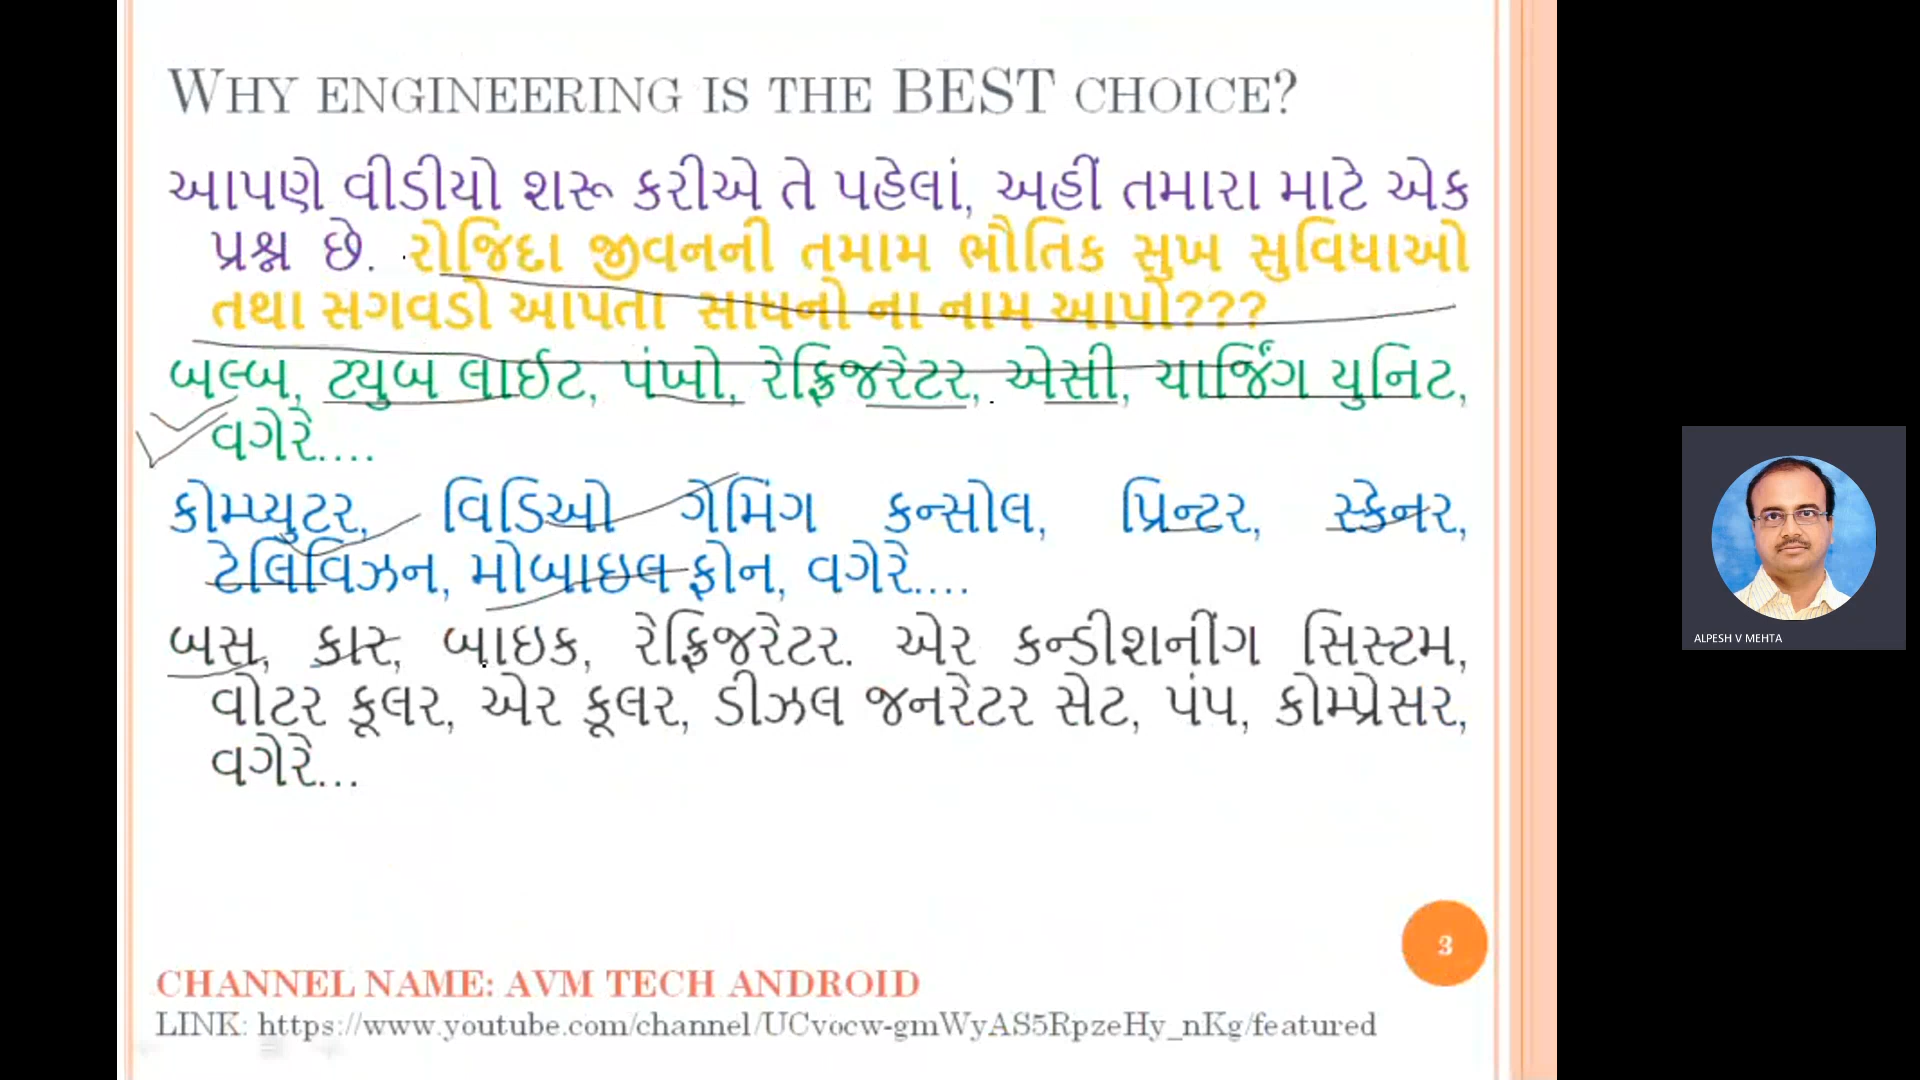 WHY ENGINEERING IS THE BEST CHOICE?
આપણે વીડીયો શરૂ કરીએ તે પહેલાં, અહીં તમારા માટે એક
પ્રશ્ન છે. રોજિંદા જીવનની તમામ ભૌતિક સુખ સુવિધાઓ
તથા સગવડો આપતા સાધનો ના નામ આપો???
બલ્બ, ટ્યુબ લાઈટ, પંખો, રેફ્રિજરેટર, એસી, ચાર્જિંગ યુનિટ,
વગેરે....
કોમ્પ્યુટર, વિડિઓ ગેમિંગ કન્સોલ, પ્રિન્ટર, સ્કેનર,
ટેલિવિઝન, મોબાઇલ ફોન, વગેરે....
બસ, કાર, બાઇક, રેફ્રિજરેટર. એર કન્ડીશનીંગ સિસ્ટમ,
વોટર કૂલર, એર કૂલર, ડીઝલ જનરેટર સેટ, પંપ, કોમ્પ્રેસર,
વગેરે...
3
CHANNEL NAME: AVM TECH ANDROID
LINK: https://www.youtube.com/channel/UCvocw-gmWyAS5RpzeHy_nKg/featured
ALPESH V MEHTA